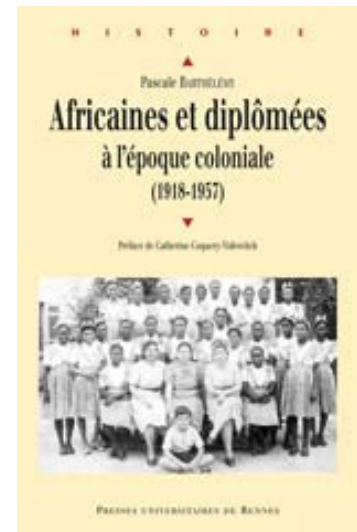 HISTOIRE
Pascale BARTHÉLÉMY
Africaines et diplômées
à l'époque coloniale
(1918-1957)
Préface de Catherine Coquery-Vidrovitch
PRESSES UNIVERSITAIRES DE RENNES